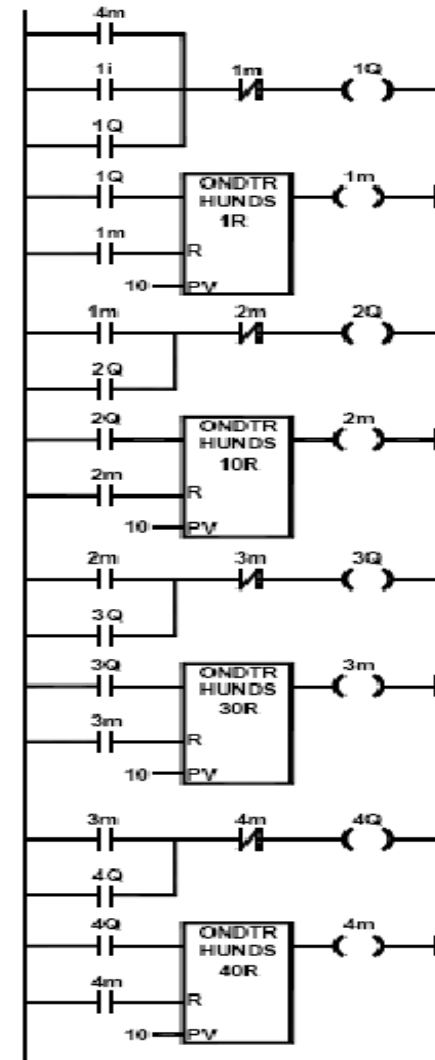 4m
1i 1m 1Q
1Q
1Q ONDTR 1m
HUNDS
1R
1m R
10 PV
1m 2m 2Q
2Q
2Q ONDTR 2m
HUNDS
10R
2m R
10 PV
2m 3m 3Q
3Q
3Q ONDTR 3m
HUNDS
30R
3m R
10 PV
3m 4m 4Q
4Q
4Q ONDTR 4m
HUNDS
40R
4m R
10 PV